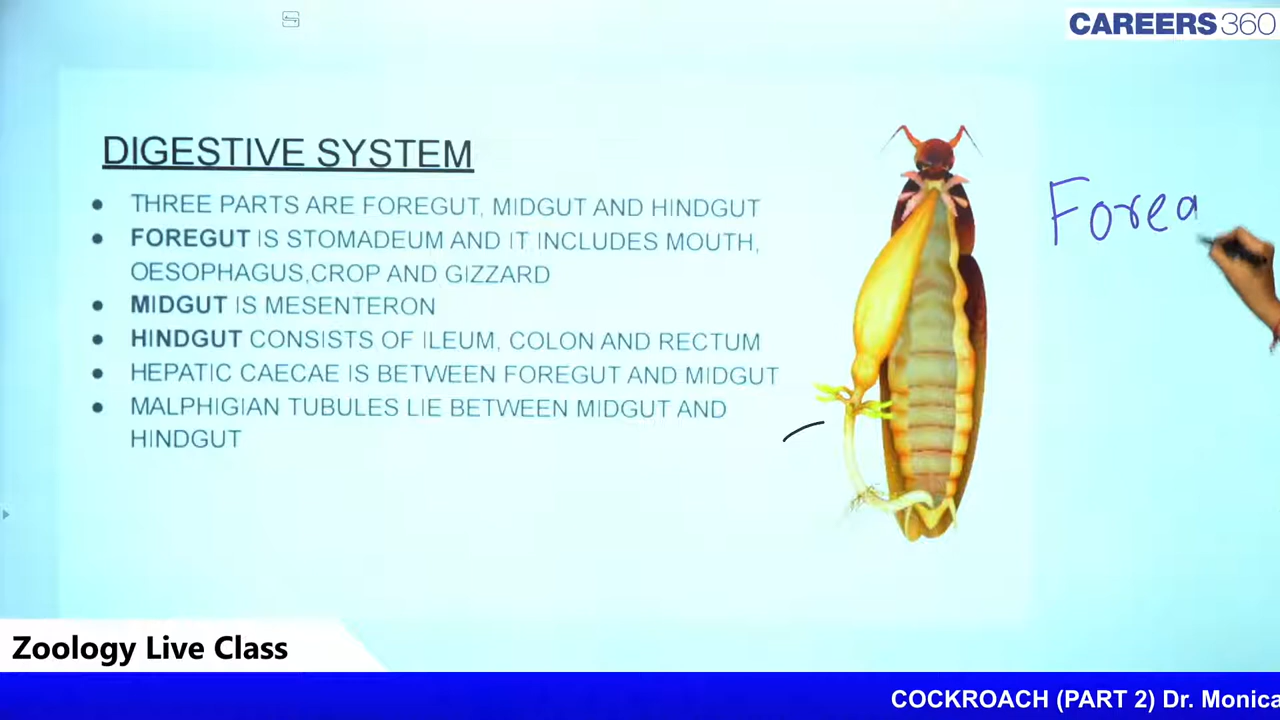 CAREERS360
DIGESTIVE SYSTEM
● THREE PARTS ARE FOREGUT, MIDGUT AND HINDGUT
● FOREGUT IS STOMADEUM AND IT INCLUDES MOUTH,
OESOPHAGUS,CROP AND GIZZARD
● MIDGUT IS MESENTERON
● HINDGUT CONSISTS OF ILEUM, COLON AND RECTUM
● HEPATIC CAECAE IS BETWEEN FOREGUT AND MIDGUT
● MALPHIGIAN TUBULES LIE BETWEEN MIDGUT AND
HINDGUT
Forea
Zoology Live Class
COCKROACH (PART 2) Dr. Monica